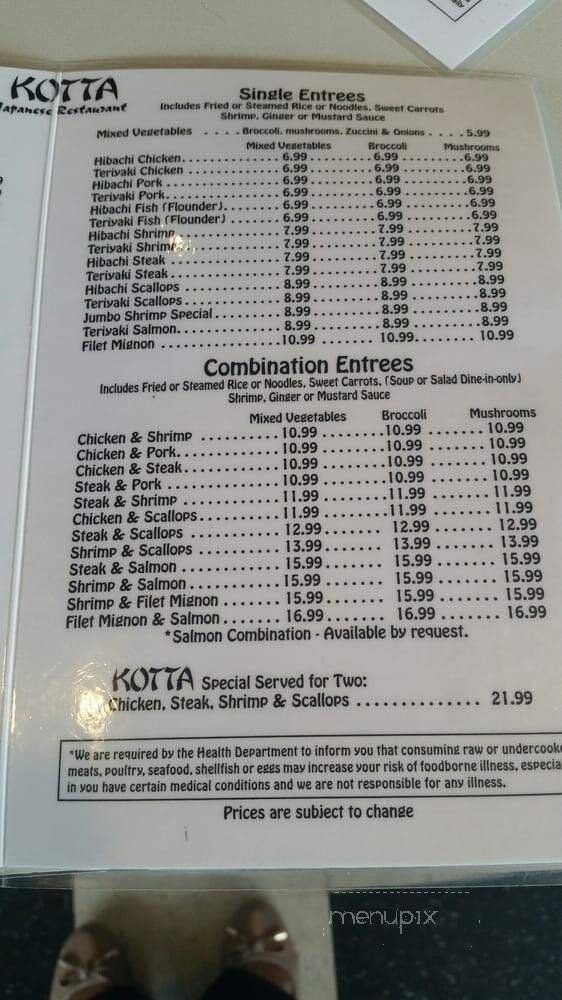 KOTTA
Japanese Restaurant
Single Entrees
Includes Fried or Steamed Rice or Noodles, Sweet Carrots
Shrimp, Ginger or Mustard Sauce
Mixed Vegetables . . . . Broccoli, mushrooms, Zuccini & Onions . . . . 5.99
Mixed Vegetables Broccoli Mushrooms
Hibachi Chicken 6.99 6.99 6.99
Teriyaki Chicken 6.99 6.99 6.99
Hibachi Pork 6.99 6.99 6.99
Teriyaki Pork 6.99 6.99 6.99
Hibachi Fish (Flounder) 6.99 6.99 6.99
Teriyaki Fish (Flounder) 6.99 6.99 6.99
Hibachi Shrimp 7.99 7.99 7.99
Teriyaki Shrimp 7.99 7.99 7.99
Hibachi Steak 7.99 7.99 7.99
Teriyaki Steak 7.99 7.99 7.99
Hibachi Scallops 8.99 8.99 8.99
Teriyaki Scallops 8.99 8.99 8.99
Jumbo Shrimp Special 8.99 8.99 8.99
Teriyaki Salmon 8.99 8.99 8.99
Filet Mignon 10.99 10.99 10.99
Combination Entrees
Includes Fried or Steamed Rice or Noodles, Sweet Carrots, (Soup or Salad Dine-in-only)
Shrimp, Ginger or Mustard Sauce
Mixed Vegetables Broccoli Mushrooms
Chicken & Shrimp 10.99 10.99 10.99
Chicken & Pork 10.99 10.99 10.99
Chicken & Steak 10.99 10.99 10.99
Steak & Pork 10.99 10.99 10.99
Steak & Shrimp 11.99 11.99 11.99
Chicken & Scallops 11.99 11.99 11.99
Steak & Scallops 12.99 12.99 12.99
Shrimp & Scallops 13.99 13.99 13.99
Steak & Salmon 15.99 15.99 15.99
Shrimp & Salmon 15.99 15.99 15.99
Shrimp & Filet Mignon 15.99 15.99 15.99
Filet Mignon & Salmon 16.99 16.99 16.99
*Salmon Combination - Available by request.
KOTTA Special Served for Two:
Chicken, Steak, Shrimp & Scallops 21.99
*We are required by the Health Department to inform you that consuming raw or undercooke
meats, poultry, seafood, shellfish or eggs may increase your risk of foodborne illness, especia
in you have certain medical conditions and we are not responsible for any illness.
Prices are subject to change
menupix